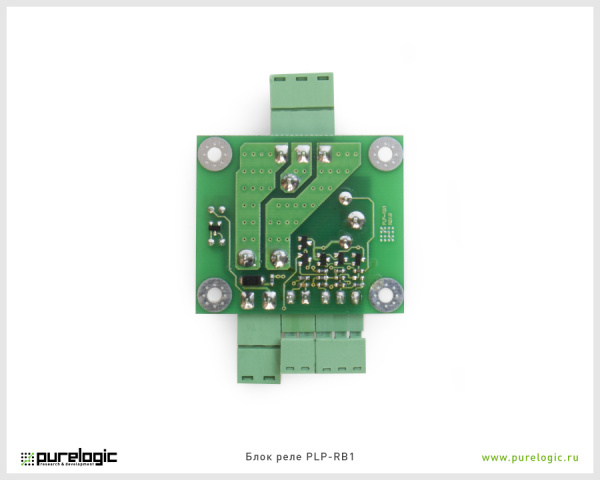 purelogic
research & development
Блок реле PLP-RB1
www.purelogic.ru